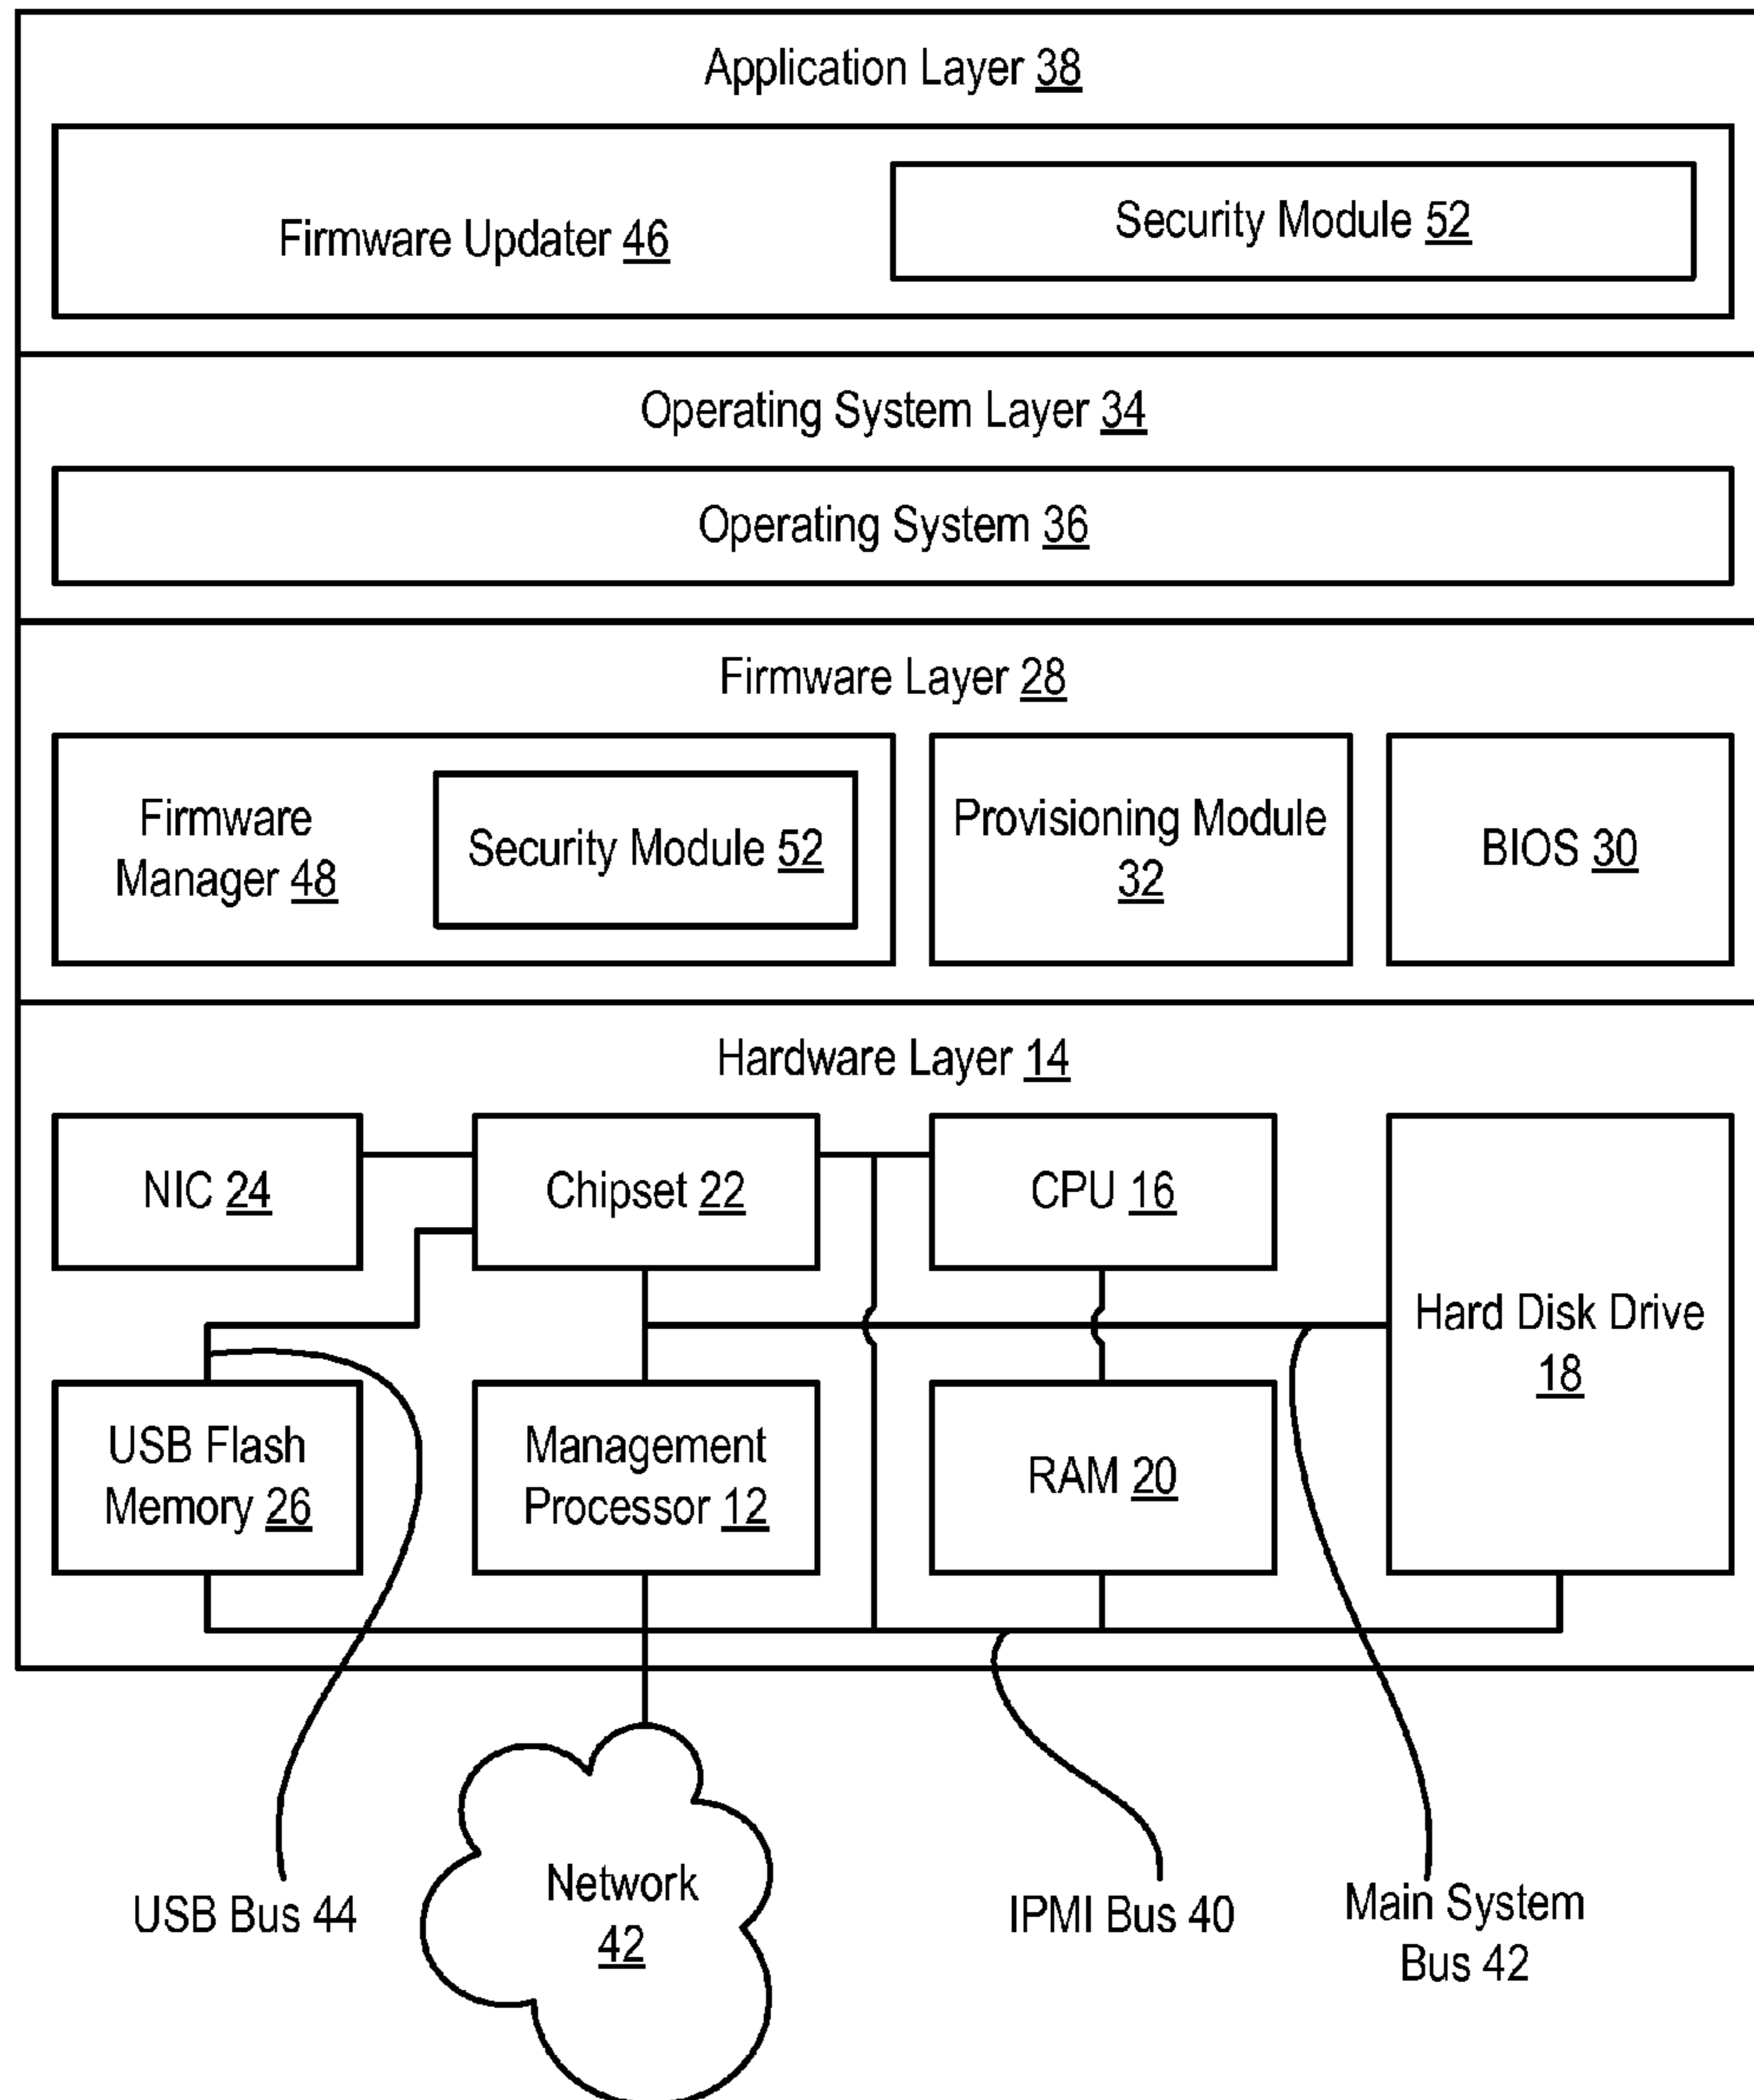 Application Layer 38
Firmware Updater 46
Security Module 52
Operating System Layer 34
Operating System 36
Firmware Layer 28
Firmware
Manager 48
Security Module 52
Provisioning Module
32
BIOS 30
Hardware Layer 14
NIC 24
Chipset 22
CPU 16
Hard Disk Drive
18
USB Flash
Memory 26
Management
Processor 12
RAM 20
USB Bus 44
Network
42
IPMI Bus 40
Main System
Bus 42